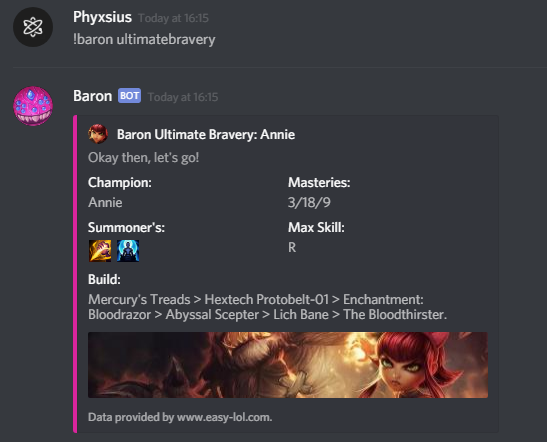 Phyxsius Today at 16:15
!baron ultimatebravery
Baron BOT Today at 16:15
Baron Ultimate Bravery: Annie
Okay then, let's go!
Champion: Masteries:
Annie 3/18/9
Summoner's: Max Skill:
R
Build:
Mercury's Treads > Hextech Protobelt-01 > Enchantment:
Bloodrazor > Abyssal Scepter > Lich Bane > The Bloodthirster.
Data provided by www.easy-lol.com.